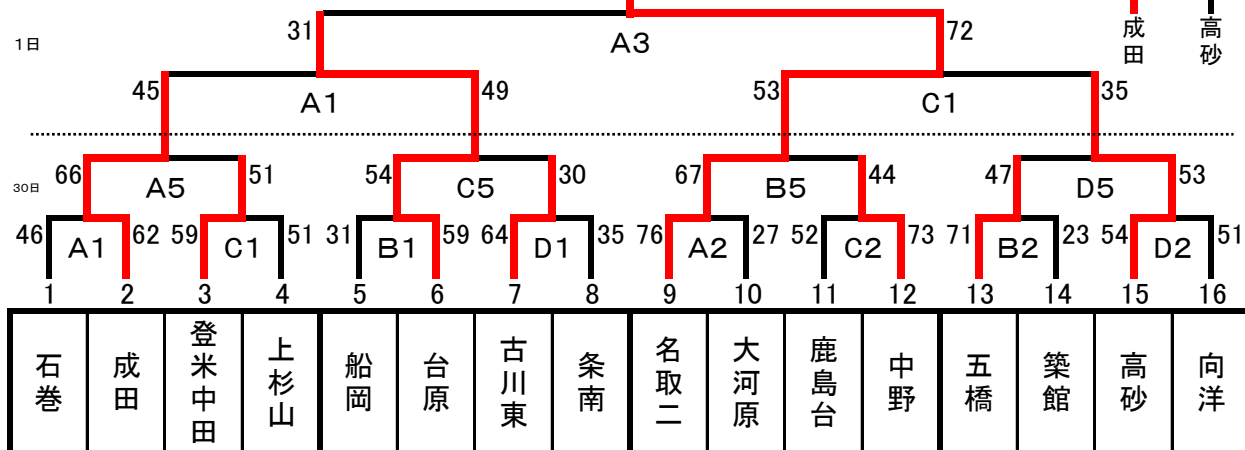 成田 高砂
31 A3 72
1日
45 A1 49 53 C1 35
30日
66 A5 51 54 C5 30 67 B5 44 47 D5 53
46 A1 62 59 C1 51 31 B1 59 64 D1 35 76 A2 27 52 C2 73 71 B2 23 54 D2 51
1 2 3 4 5 6 7 8 9 10 11 12 13 14 15 16
石巻 成田 登米中田 上杉山 船岡 台原 古川東 条南 名取二 大河原 鹿島台 中野 五橋 築館 高砂 向洋